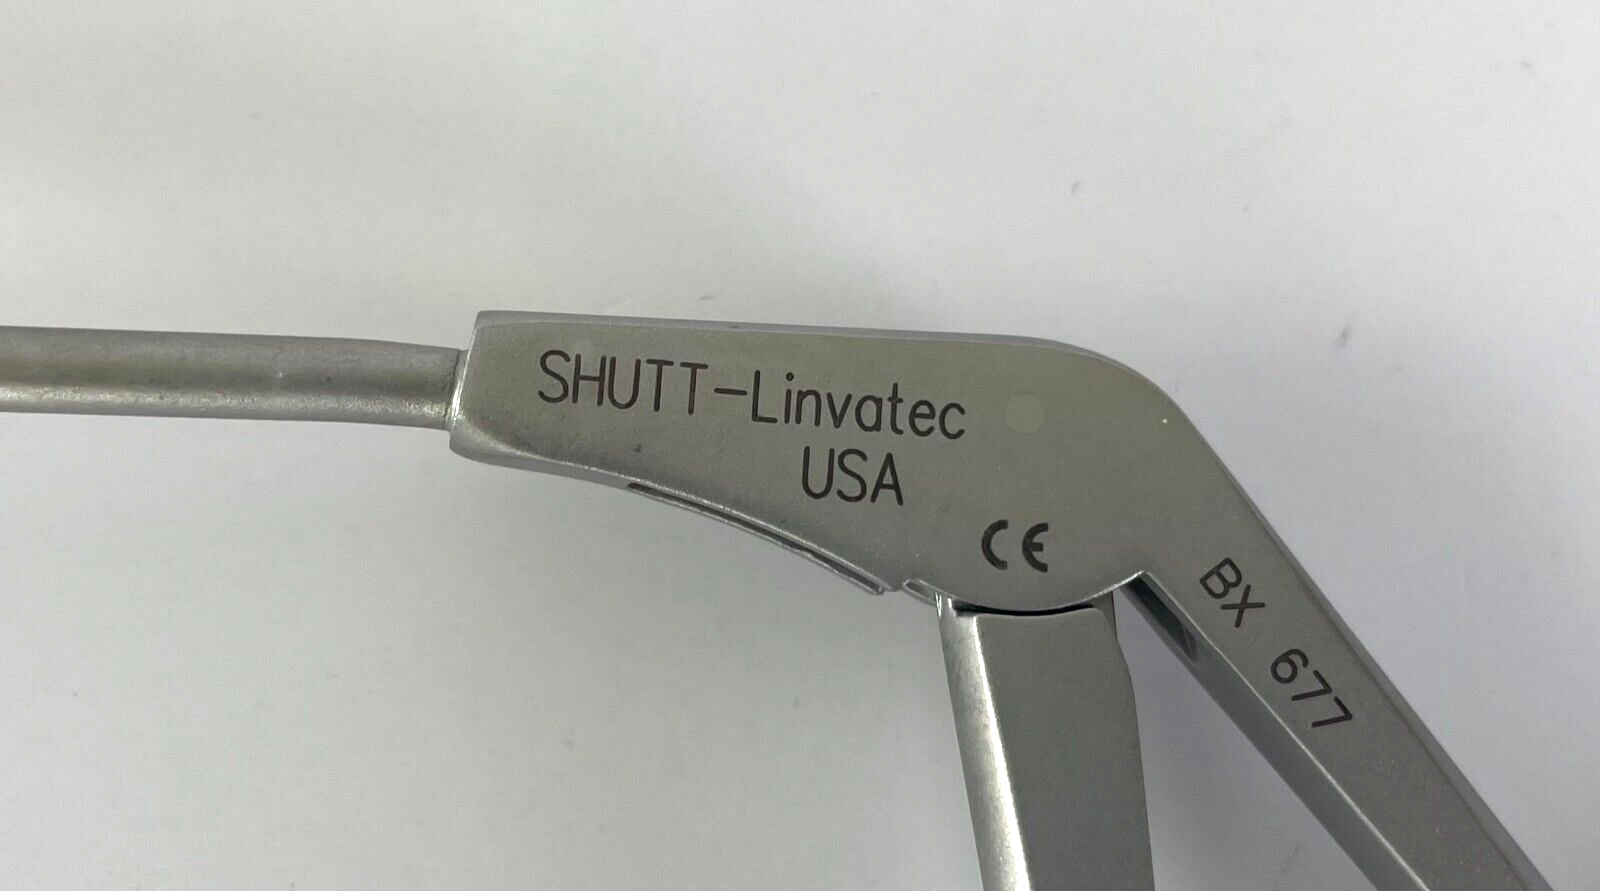 SHUTT-Linvatec
USA
CE
BX 677